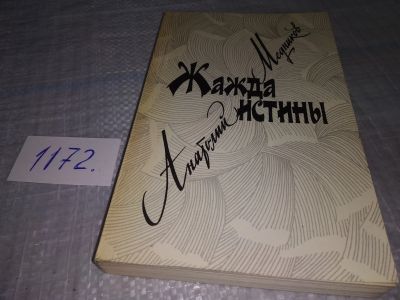 1172.
Анатолий Медников
Жажда
истины